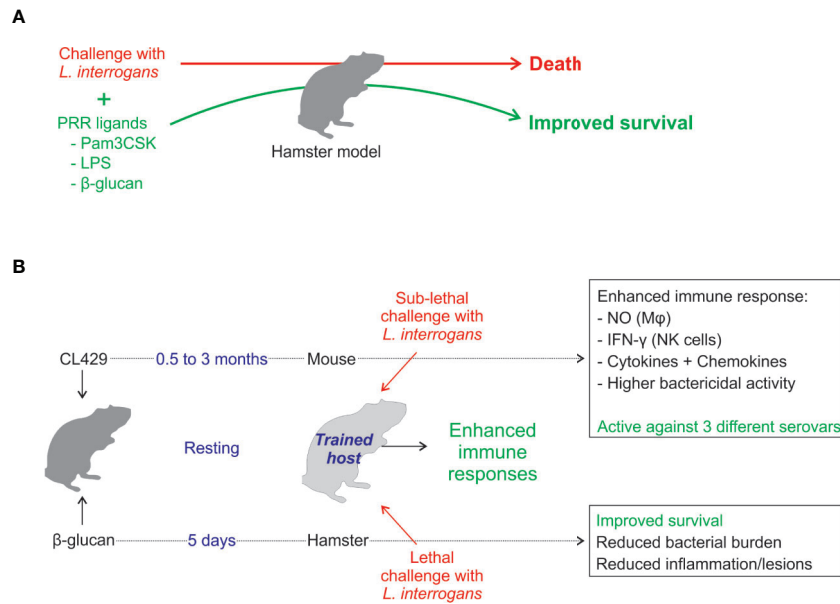 A
Challenge with
L. interrogans
+
PRR ligands
- Pam3CSK
- LPS
- β-glucan
Hamster model
Death
Improved survival
B
CL429
0.5 to 3 months
Mouse
Sub-lethal
challenge with
L. interrogans
Resting
Trained
host
Enhanced
immune
responses
β-glucan
5 days
Hamster
Lethal
challenge with
L. interrogans
Enhanced immune response:
- NO (Mφ)
- IFN-γ (NK cells)
- Cytokines + Chemokines
- Higher bactericidal activity
Active against 3 different serovars
Improved survival
Reduced bacterial burden
Reduced inflammation/lesions